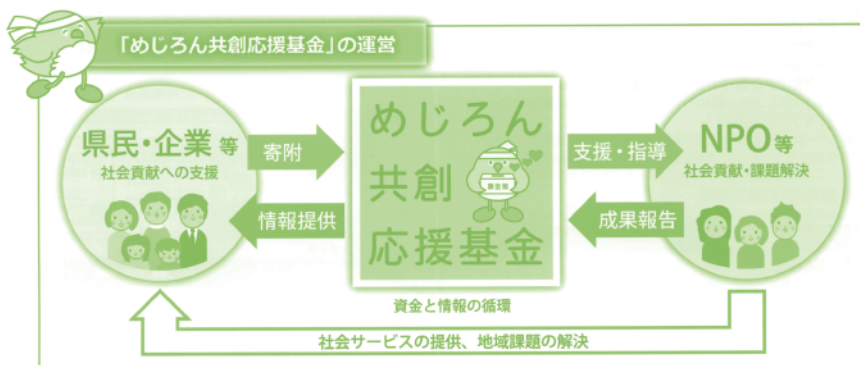 「めじろん共創応援基金」の運営
県民・企業 等
社会貢献への支援
寄附
情報提供
めじろん
共創
応援基金
募金箱
支援・指導
成果報告
NPO等
社会貢献・課題解決
資金と情報の循環
社会サービスの提供、地域課題の解決